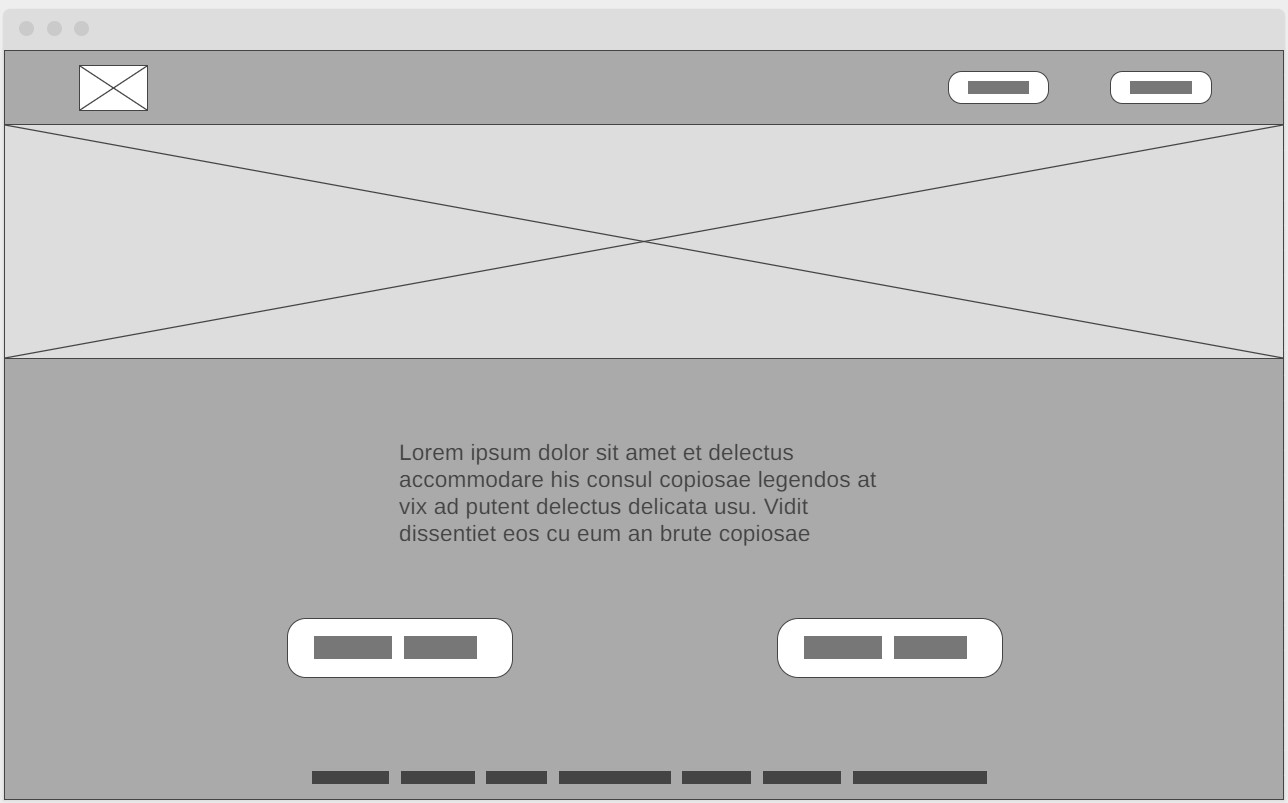 Lorem ipsum dolor sit amet et delectus
accommodare his consul copiosae legendos at
vix ad putent delectus delicata usu. Vidit
dissentiet eos cu eum an brute copiosae